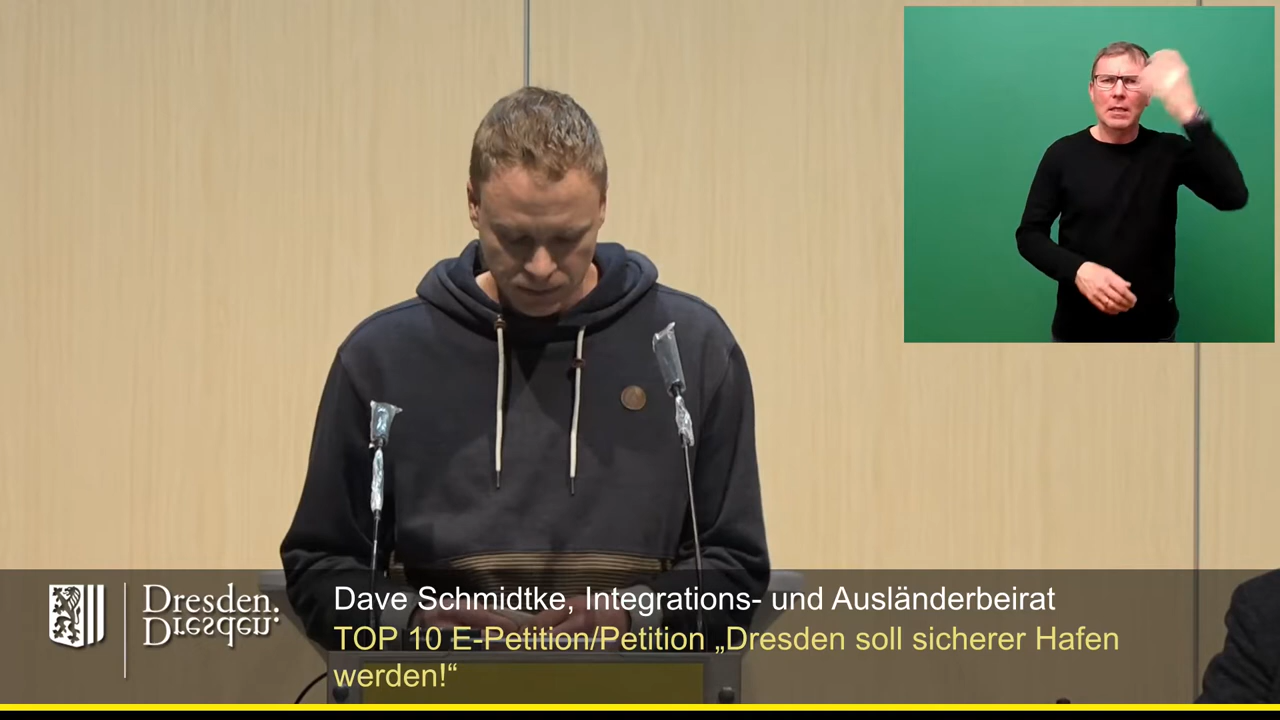 Dresden.
Dresden.
Dave Schmidtke, Integrations- und Ausländerbeirat
TOP 10 E-Petition/Petition „Dresden soll sicherer Hafen
werden!“